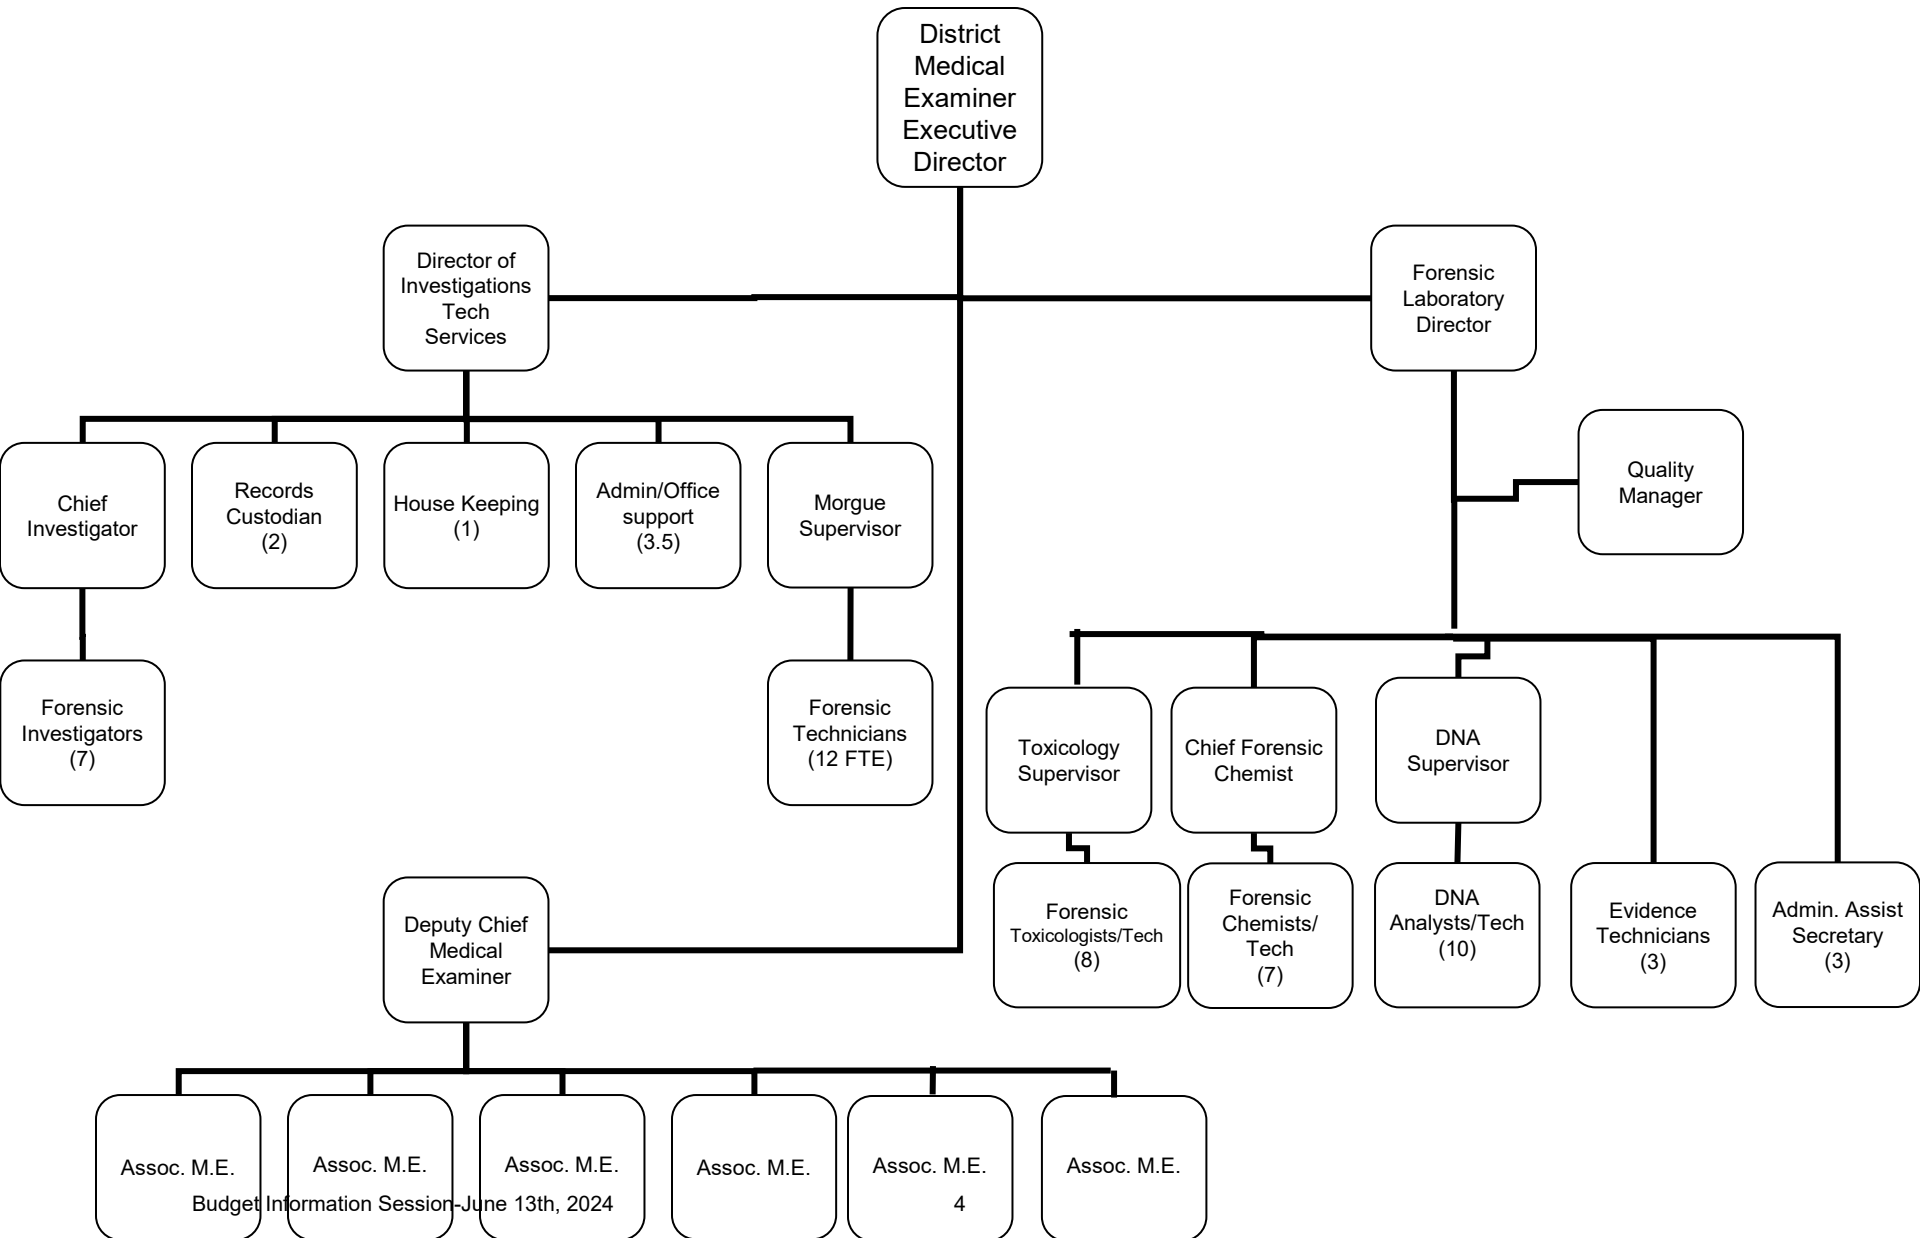 District
Medical
Examiner
Executive
Director
Director of
Investigations
Tech
Services
Forensic
Laboratory
Director
Quality
Manager
Chief
Investigator
Records
Custodian
(2)
House Keeping
(1)
Admin/Office
support
(3.5)
Morgue
Supervisor
Forensic
Investigators
(7)
Forensic
Technicians
(12 FTE)
Toxicology
Supervisor
Chief Forensic
Chemist
DNA
Supervisor
Forensic
Toxicologists/Tech
(8)
Forensic
Chemists/
Tech
(7)
DNA
Analysts/Tech
(10)
Evidence
Technicians
(3)
Admin. Assist
Secretary
(3)
Deputy Chief
Medical
Examiner
Assoc. M.E.
Assoc. M.E.
Assoc. M.E.
Assoc. M.E.
Assoc. M.E.
Assoc. M.E.
Budget Information Session-June 13th, 2024
4